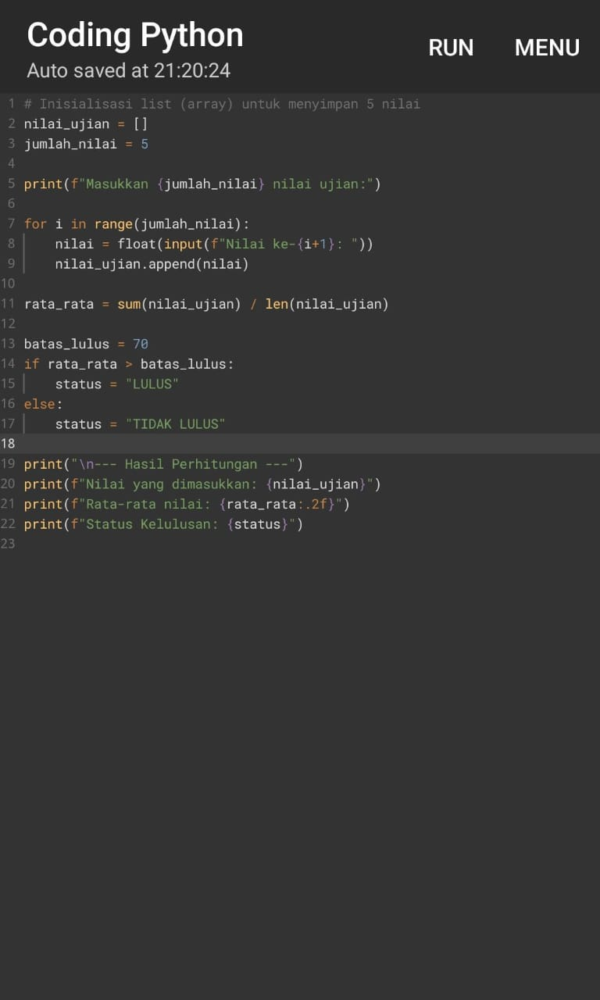 Coding Python
RUN
MENU
Auto saved at 21:20:24
1 # Inisialisasi list (array) untuk menyimpan 5 nilai
2 nilai_ujian = []
3 jumlah_nilai = 5
4
5 print(f"Masukkan {jumlah_nilai} nilai ujian:")
6
7 for i in range(jumlah_nilai):
8     nilai = float(input(f"Nilai ke-{i+1}: "))
9     nilai_ujian.append(nilai)
10
11 rata_rata = sum(nilai_ujian) / len(nilai_ujian)
12
13 batas_lulus = 70
14 if rata_rata > batas_lulus:
15     status = "LULUS"
16 else:
17     status = "TIDAK LULUS"
18
19 print("\n--- Hasil Perhitungan ---")
20 print(f"Nilai yang dimasukkan: {nilai_ujian}")
21 print(f"Rata-rata nilai: {rata_rata:.2f}")
22 print(f"Status Kelulusan: {status}")
23